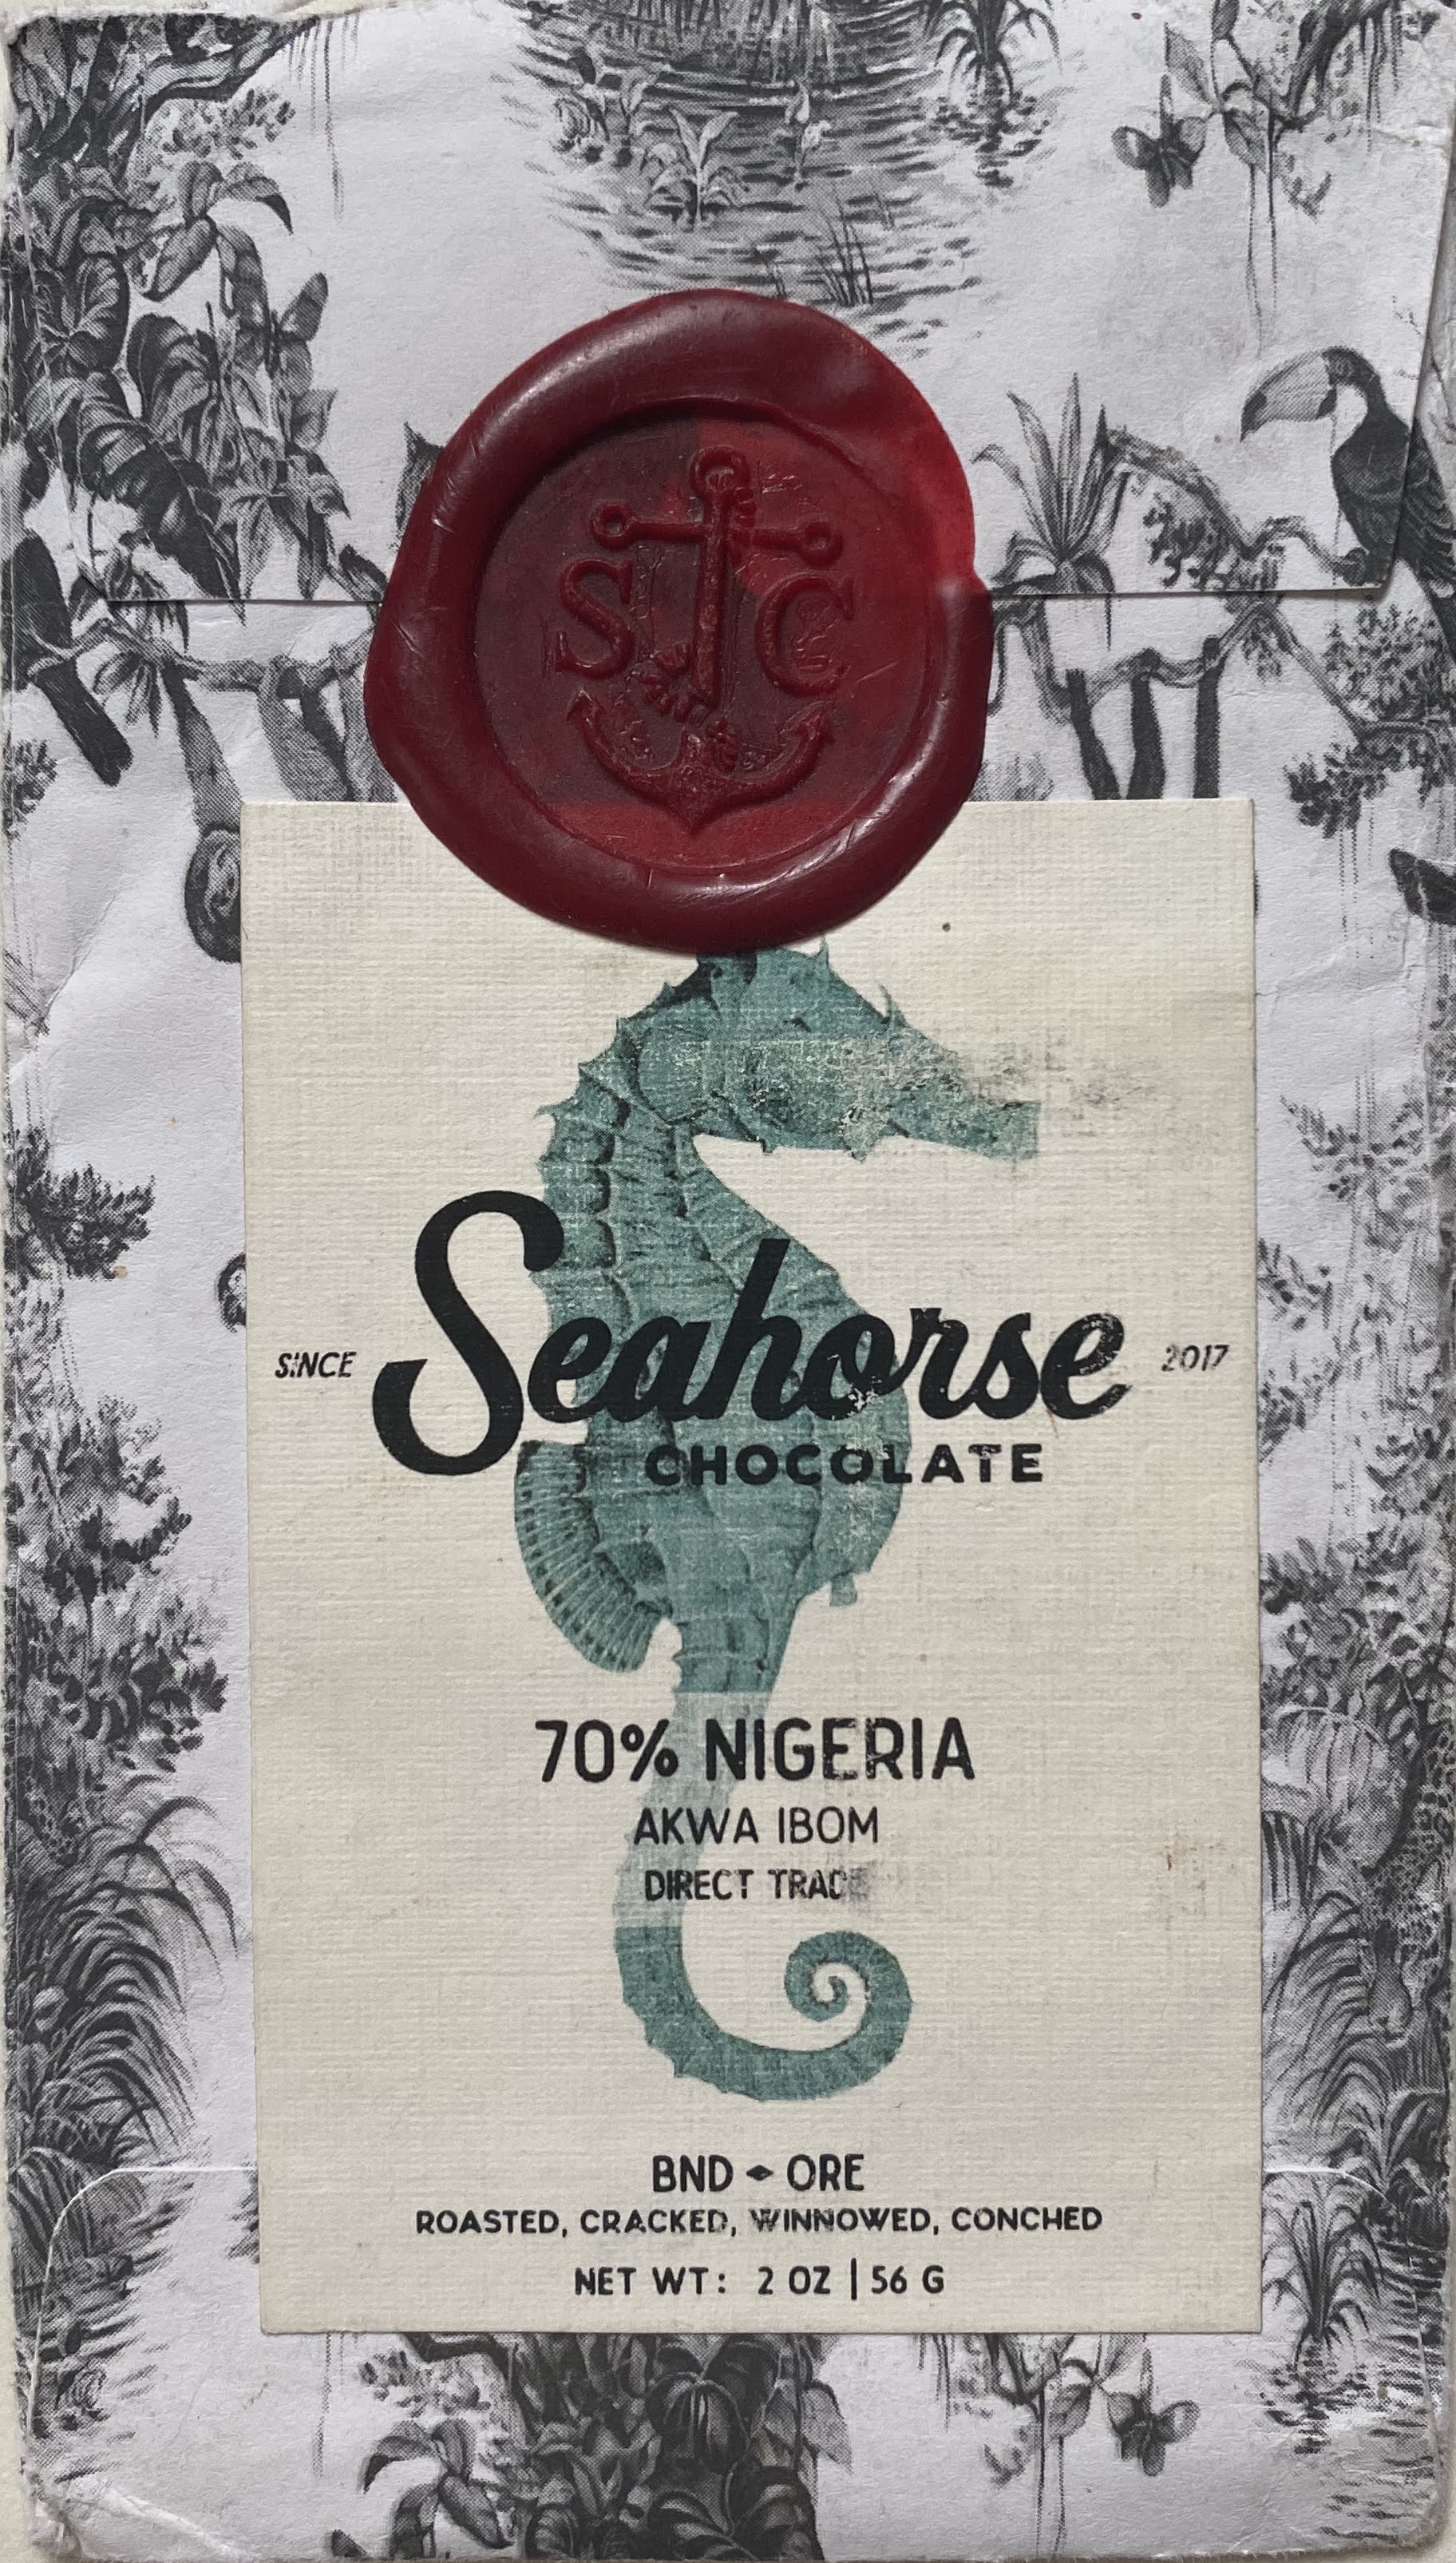 S C
Seahorse
SINCE 2017
CHOCOLATE
70% NIGERIA
AKWA IBOM
DIRECT TRADE
BND ⬥ ORE
ROASTED, CRACKED, WINNOWED, CONCHED
NET WT: 2 OZ | 56 G